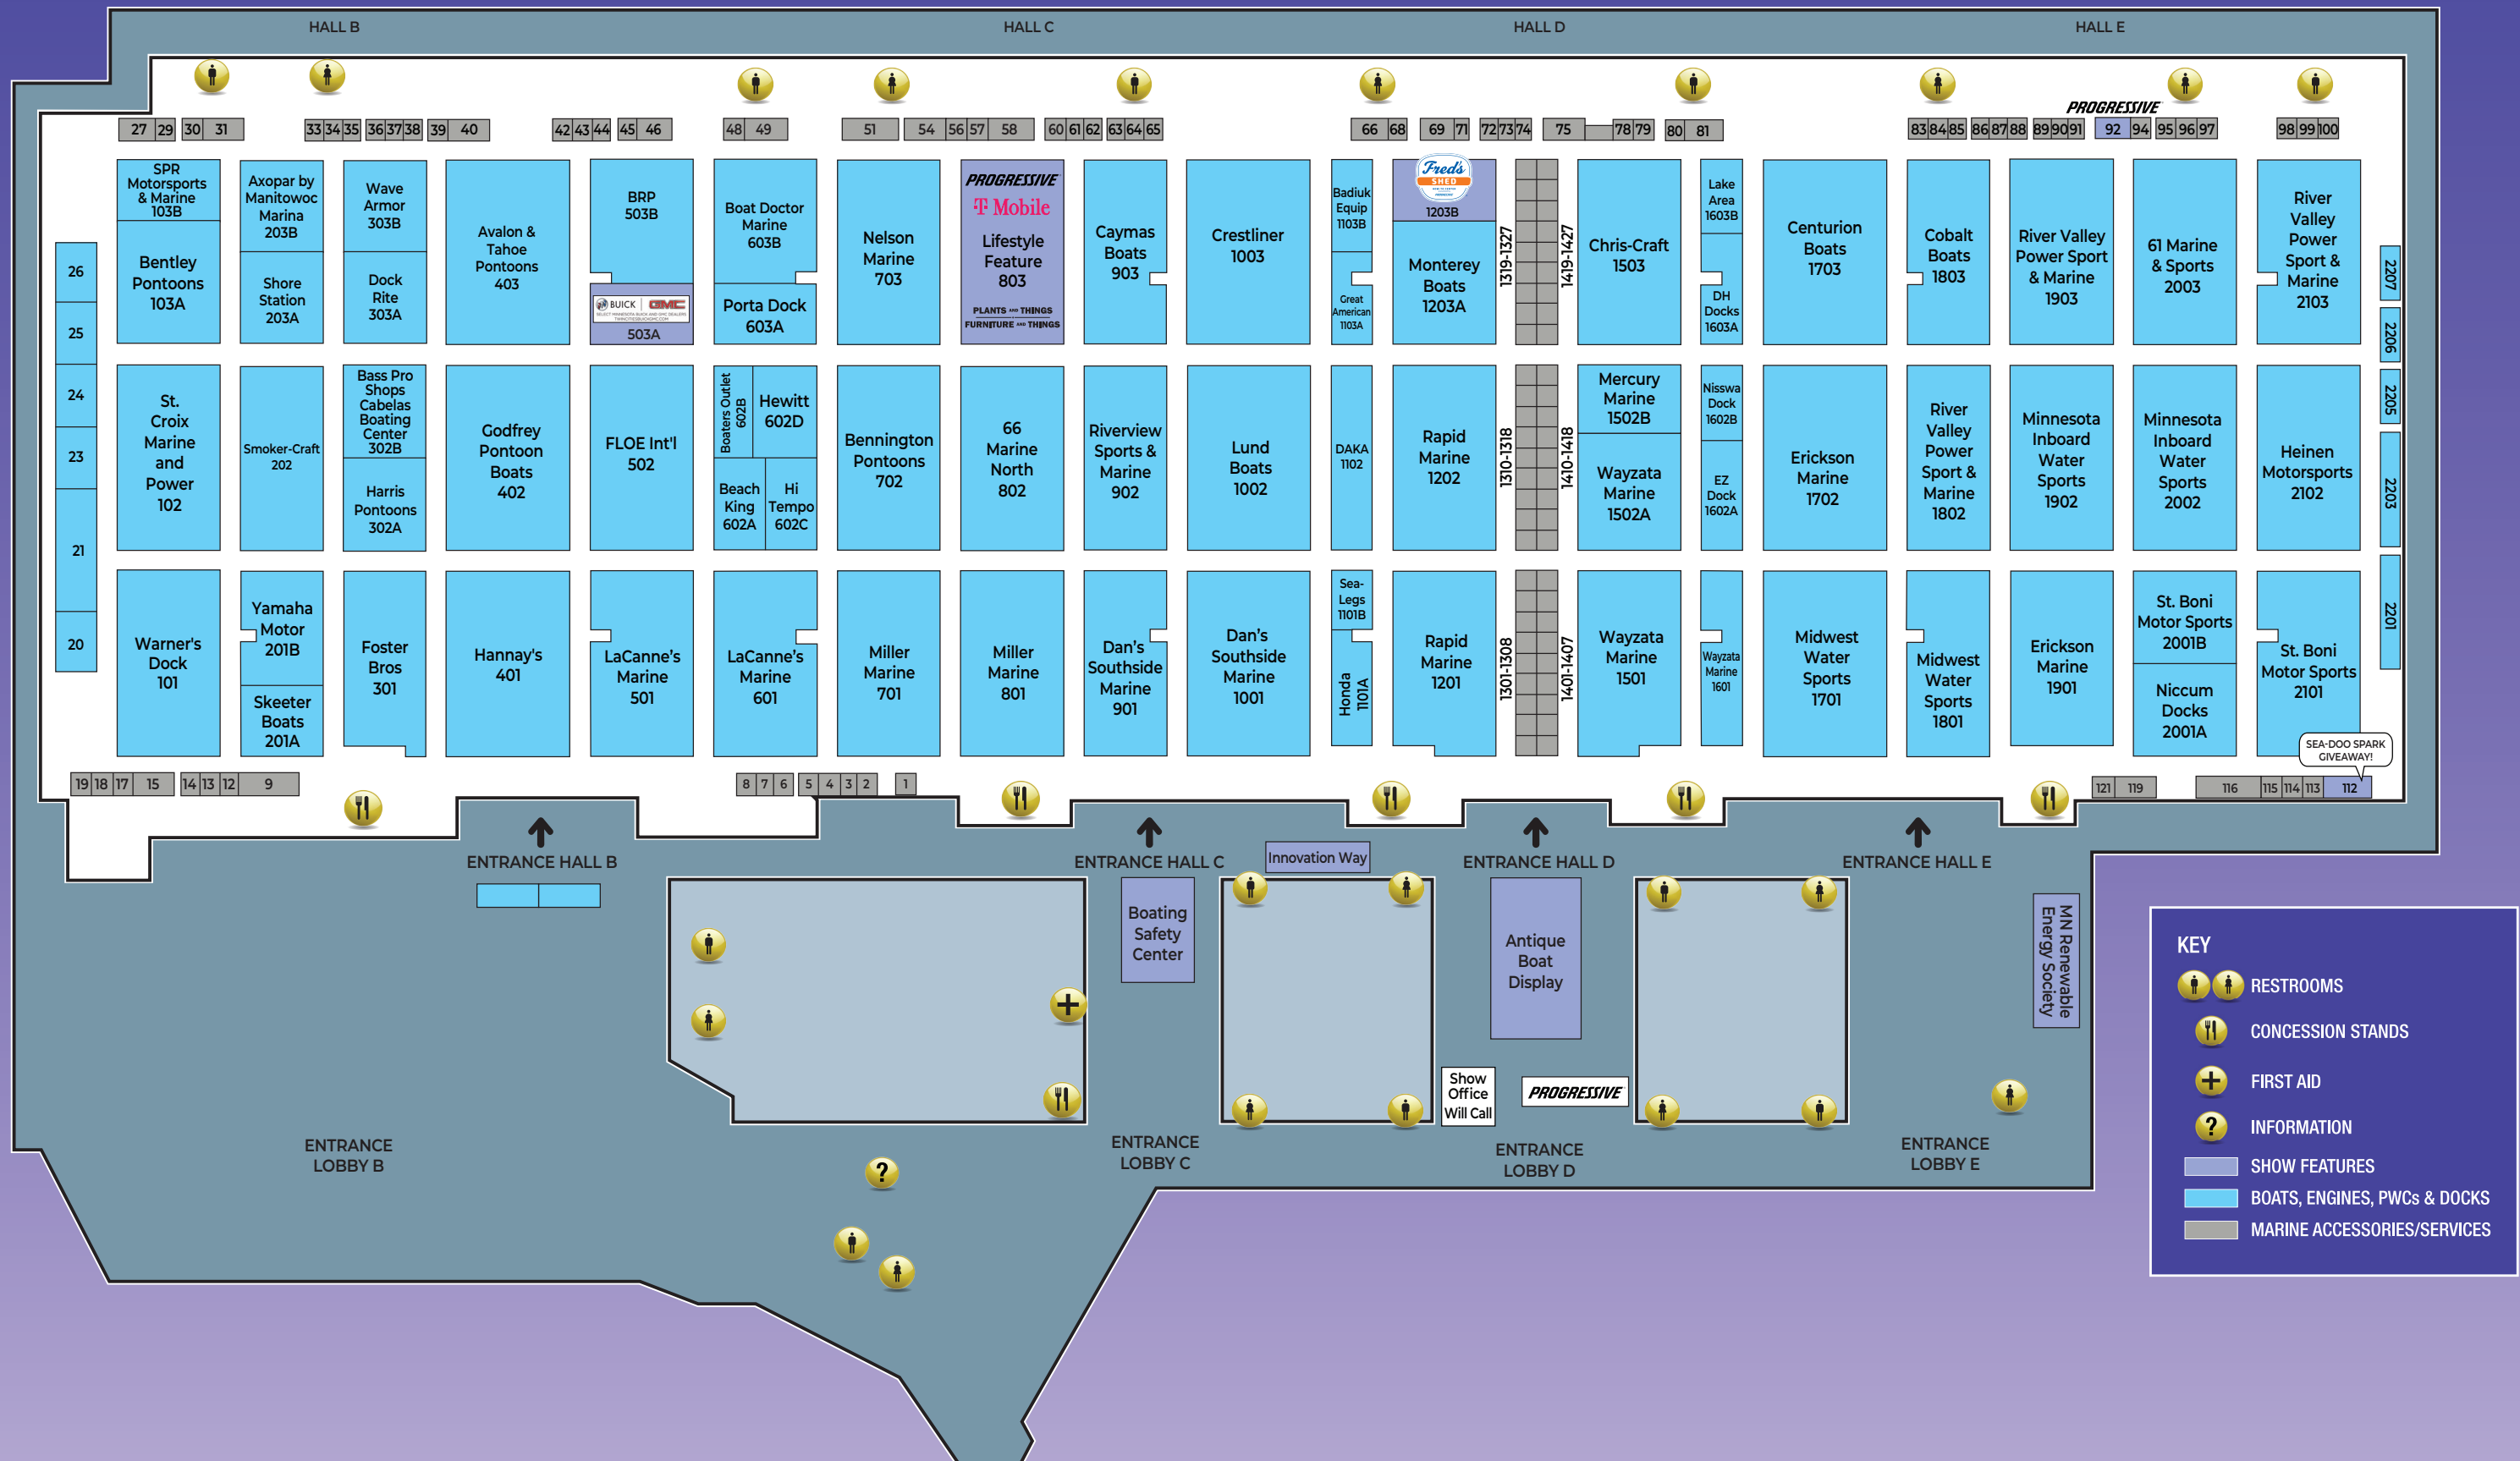 HALL B
HALL C
HALL D
HALL E
PROGRESSIVE
27 29 30 31 33 34 35 36 37 38 39 40 42 43 44 45 46 48 49 51 54 56 57 58 60 61 62 63 64 65 66 68 69 71 72 73 74 75 78 79 80 81 83 84 85 86 87 88 89 90 91 92 94 95 96 97 98 99 100
SPR
Motorsports
& Marine
103B
Bentley
Pontoons
103A
Axopar by
Manitowoc
Marina
203B
Shore
Station
203A
Wave
Armor
303B
Dock
Rite
303A
Avalon &
Tahoe
Pontoons
403
BRP
503B
BUICK GMC
503A
Boat Doctor
Marine
603B
Porta Dock
603A
Nelson
Marine
703
PROGRESSIVE
T Mobile
Lifestyle
Feature
803
PLANTS AND THINGS
FURNITURE AND THINGS
Caymas
Boats
903
Crestliner
1003
Badiuk
Equip
1103B
Great
American
1103A
Fred's
SHED
1203B
Monterey
Boats
1203A
1319-1327
1419-1427
Chris-Craft
1503
Lake
Area
1603B
DH
Docks
1603A
Centurion
Boats
1703
Cobalt
Boats
1803
River Valley
Power Sport
& Marine
1903
61 Marine
& Sports
2003
River
Valley
Power
Sport &
Marine
2103
26
25
24
23
21
20
2207
2206
2205
2203
2201
St.
Croix
Marine
and
Power
102
Smoker-Craft
202
Bass Pro
Shops
Cabelas
Boating
Center
302B
Harris
Pontoons
302A
Godfrey
Pontoon
Boats
402
FLOE Int'l
502
Boaters Outlet
602B
Hewitt
602D
Beach
King
602A
Hi
Tempo
602C
Bennington
Pontoons
702
66
Marine
North
802
Riverview
Sports &
Marine
902
Lund
Boats
1002
DAKA
1102
Rapid
Marine
1202
1310-1318
1410-1418
Mercury
Marine
1502B
Wayzata
Marine
1502A
Nisswa
Dock
1602B
EZ
Dock
1602A
Erickson
Marine
1702
River
Valley
Power
Sport &
Marine
1802
Minnesota
Inboard
Water
Sports
1902
Minnesota
Inboard
Water
Sports
2002
Heinen
Motorsports
2102
Warner's
Dock
101
Yamaha
Motor
201B
Skeeter
Boats
201A
Foster
Bros
301
Hannay's
401
LaCanne's
Marine
501
LaCanne's
Marine
601
Miller
Marine
701
Miller
Marine
801
Dan's
Southside
Marine
901
Dan's
Southside
Marine
1001
Sea-
Legs
1101B
Honda
1101A
Rapid
Marine
1201
1301-1308
1401-1407
Wayzata
Marine
1501
Wayzata
Marine
1601
Midwest
Water
Sports
1701
Midwest
Water
Sports
1801
Erickson
Marine
1901
St. Boni
Motor Sports
2001B
Niccum
Docks
2001A
St. Boni
Motor Sports
2101
SEA-DOO SPARK
GIVEAWAY!
19 18 17 15 14 13 12 9 8 7 6 5 4 3 2 1 121 119 116 115 114 113 112
ENTRANCE HALL B
ENTRANCE HALL C
ENTRANCE HALL D
ENTRANCE HALL E
Innovation Way
Boating
Safety
Center
Antique
Boat
Display
MN Renewable
Energy Society
Show
Office
Will Call
PROGRESSIVE
ENTRANCE
LOBBY B
ENTRANCE
LOBBY C
ENTRANCE
LOBBY D
ENTRANCE
LOBBY E
?
KEY
RESTROOMS
CONCESSION STANDS
FIRST AID
? INFORMATION
SHOW FEATURES
BOATS, ENGINES, PWCs & DOCKS
MARINE ACCESSORIES/SERVICES